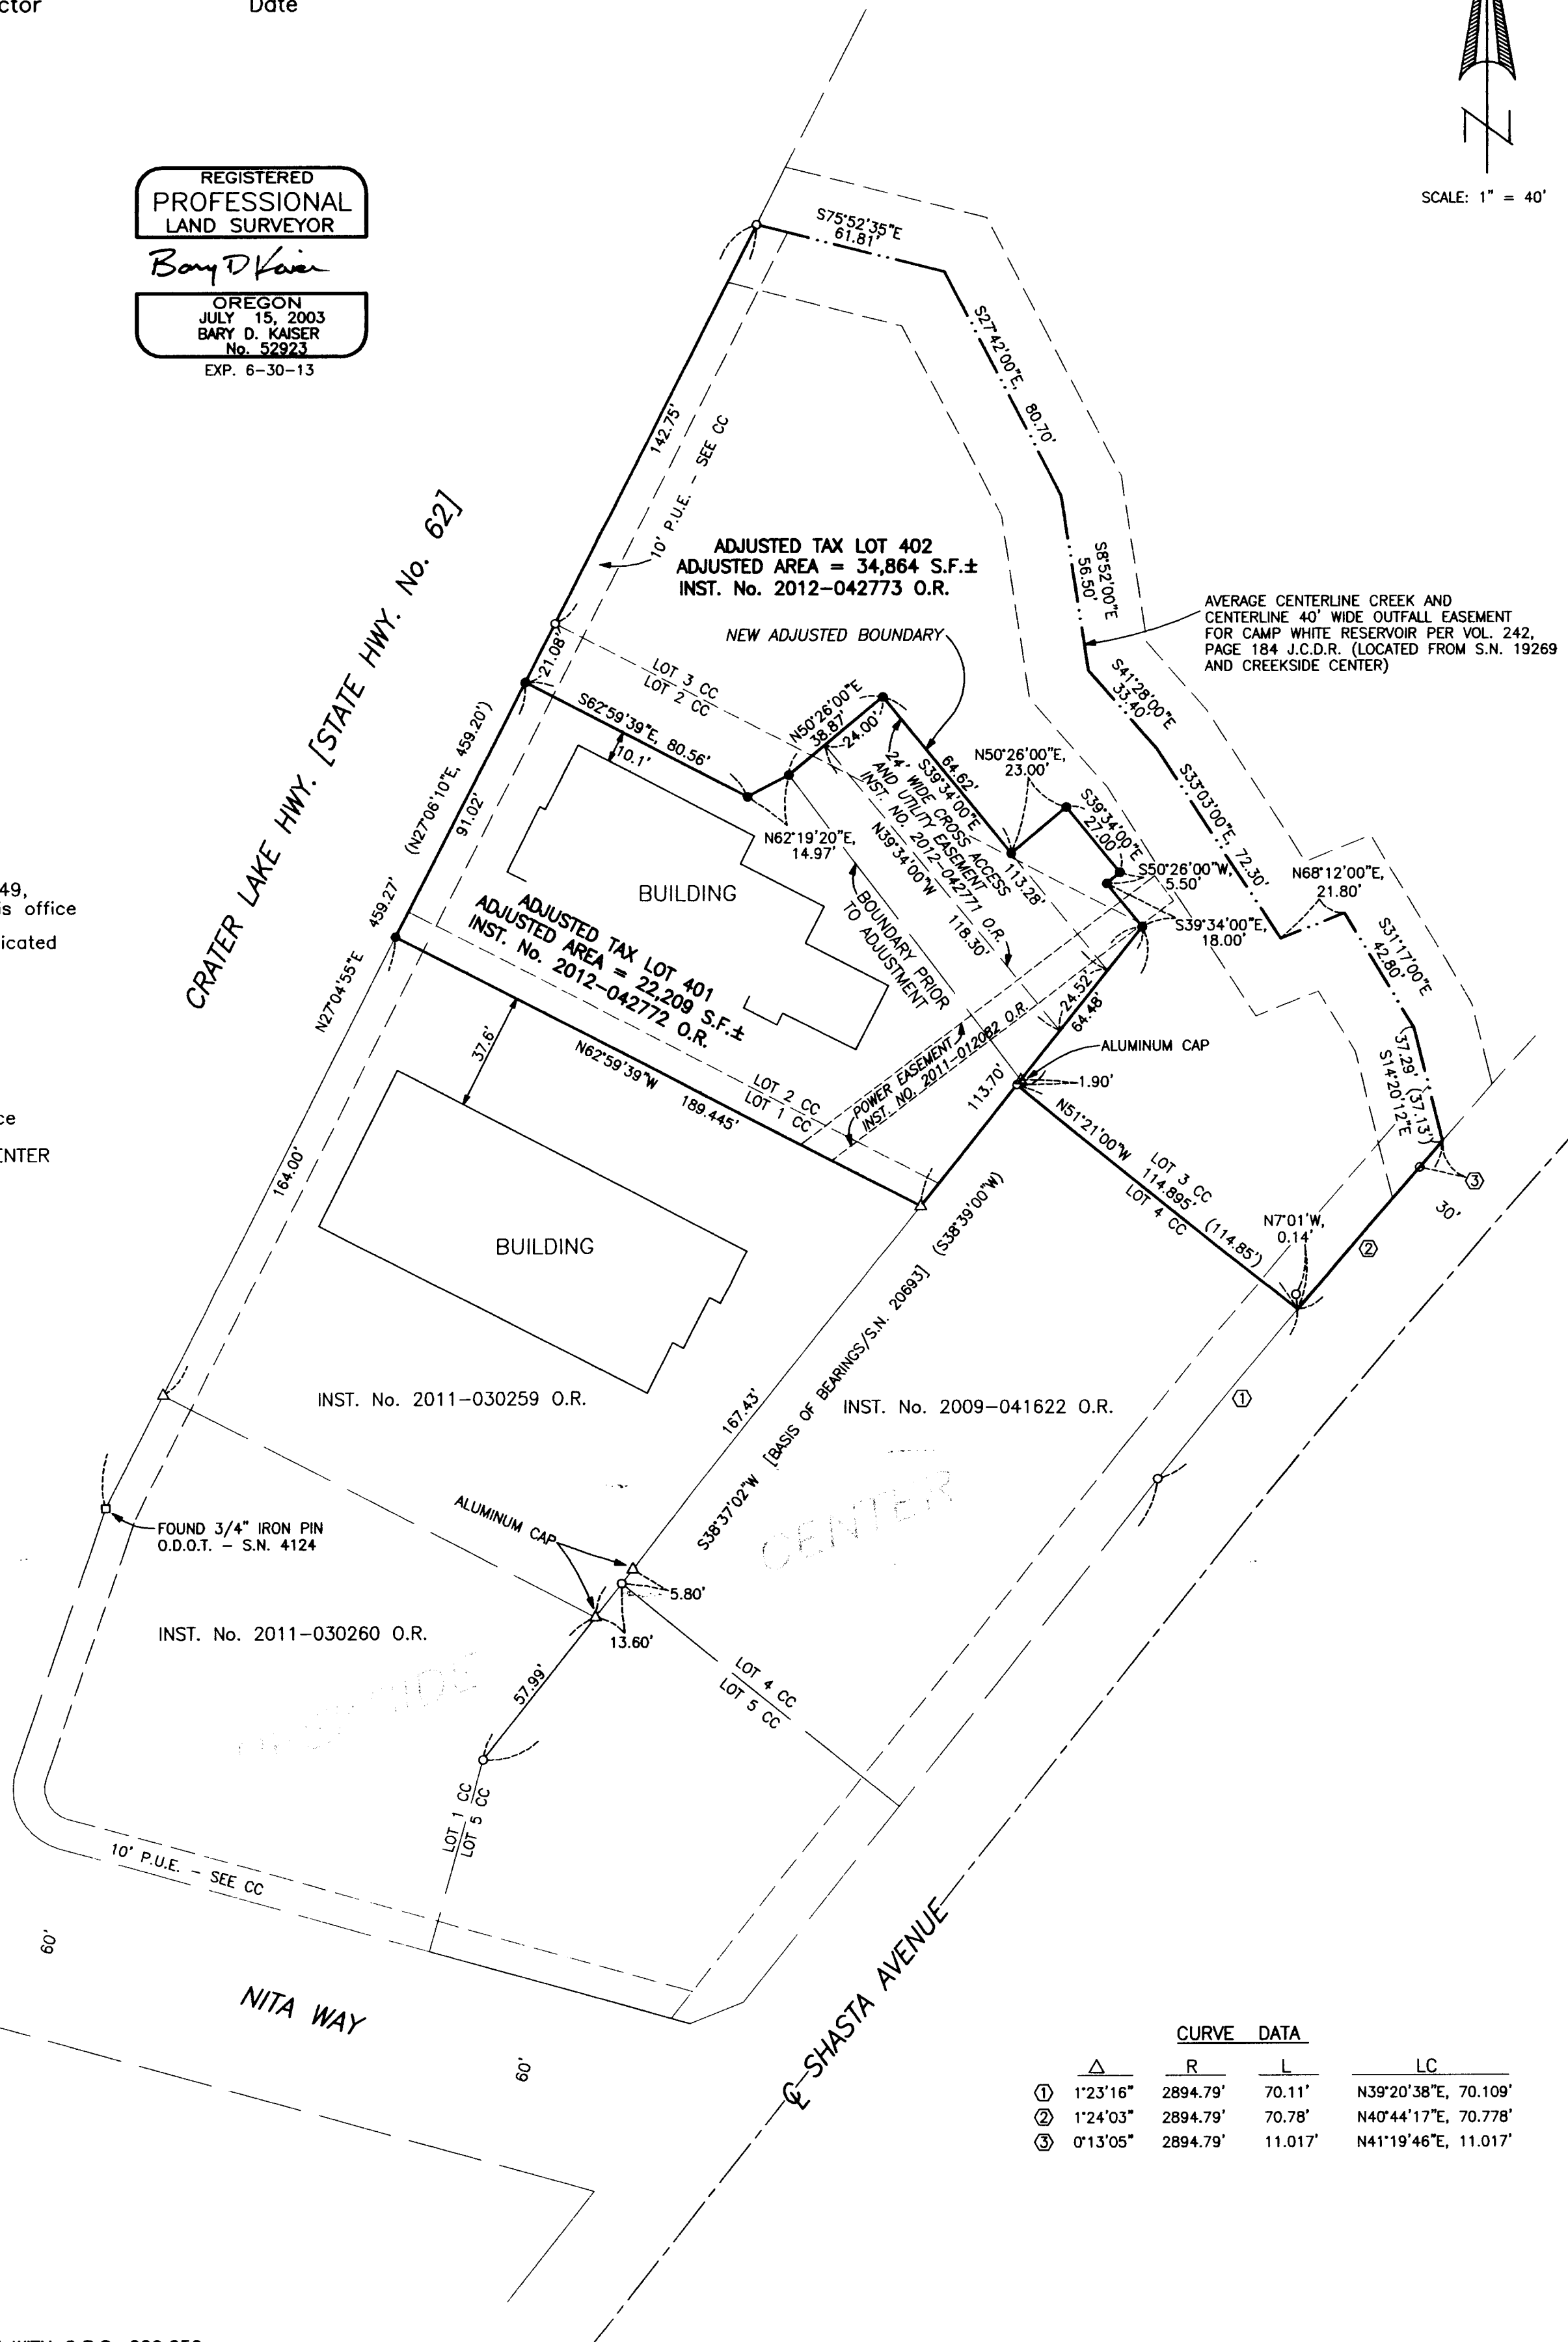 ctor
Date
REGISTERED
PROFESSIONAL
LAND SURVEYOR
Bary D Kaiser
OREGON
JULY 15, 2003
BARY D. KAISER
No. 52923
EXP. 6-30-13
N
SCALE: 1" = 40'
S75°52'35"E
61.81'
S27°42'00"E, 80.70'
142.75'
10' P.U.E. - SEE CC
CRATER LAKE HWY. [STATE HWY. No. 62]
ADJUSTED TAX LOT 402
ADJUSTED AREA = 34,864 S.F.±
INST. No. 2012-042773 O.R.
NEW ADJUSTED BOUNDARY
S8°52'00"E
56.50'
AVERAGE CENTERLINE CREEK AND
CENTERLINE 40' WIDE OUTFALL EASEMENT
FOR CAMP WHITE RESERVOIR PER VOL. 242,
PAGE 184 J.C.D.R. (LOCATED FROM S.N. 19269
AND CREEKSIDE CENTER)
21.08'
LOT 3 CC
LOT 2 CC
S41°28'00"E
33.40'
S62°59'39"E, 80.56'
10.1'
N50°26'00"E
38.87'
24.00'
64.62'
S39°34'00"E
24' WIDE CROSS ACCESS
AND UTILITY EASEMENT
INST. NO. 2012-042771 O.R.
N39°34'00"W 118.30'
113.28'
N50°26'00"E,
23.00'
S39°34'00"E
27.00'
S33°03'00"E, 72.30'
(N27°06'10"E, 459.20')
91.02'
N62°19'20"E,
14.97'
S50°26'00"W,
5.50'
N68°12'00"E,
21.80'
49,
is office
icated
459.27'
N27°04'55"E
BUILDING
BOUNDARY PRIOR
TO ADJUSTMENT
ADJUSTED TAX LOT 401
ADJUSTED AREA = 22,209 S.F.±
INST. No. 2012-042772 O.R.
S39°34'00"E,
18.00'
S31°17'00"E
42.80'
24.52'
64.48'
37.6'
N62°59'39"W 189.445'
LOT 2 CC
LOT 1 CC
POWER EASEMENT
INST. NO. 2011-012082 O.R.
ALUMINUM CAP
1.90'
113.70'
37.29' (37.13')
S14°20'12"E
ce
ENTER
N51°21'00"W
LOT 3 CC
114.895' (114.85')
LOT 4 CC
3
30'
164.00'
N7°01'W,
0.14'
2
BUILDING
(S38°39'00"W)
S38°37'02"W [BASIS OF BEARINGS/S.N. 20693]
167.43'
INST. No. 2011-030259 O.R.
INST. No. 2009-041622 O.R.
1
CENTER
ALUMINUM CAP
FOUND 3/4" IRON PIN
O.D.O.T. - S.N. 4124
5.80'
13.60'
INST. No. 2011-030260 O.R.
57.99'
LOT 4 CC
LOT 5 CC
LOT 1 CC
LOT 5 CC
10' P.U.E. - SEE CC
60'
NITA WAY
60'
℄ SHASTA AVENUE
CURVE DATA
△ R L LC
1 1°23'16" 2894.79' 70.11' N39°20'38"E, 70.109'
2 1°24'03" 2894.79' 70.78' N40°44'17"E, 70.778'
3 0°13'05" 2894.79' 11.017' N41°19'46"E, 11.017'